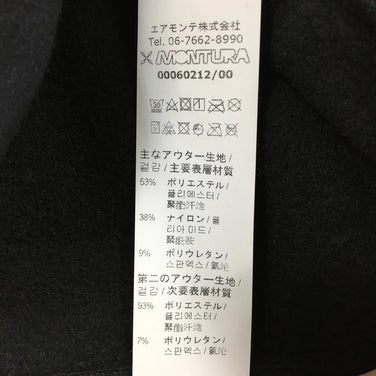 エアモンテ株式会社
Tel. 06-7662-8990
MONTURA
00060212/00
主なアウター生地/
겉감/主要表層材質
53% ポリエステル/
폴리에스터/
聚酯纤维
38% ナイロン/폴
리아미드/
聚酰胺
9% ポリウレタン/
스판덱스/氨纶
第二のアウター生地/
겉감/次要表層材質
93% ポリエステル/
폴리에스터/
聚酯纤维
7% ポリウレタン/
스판덱스/氨纶